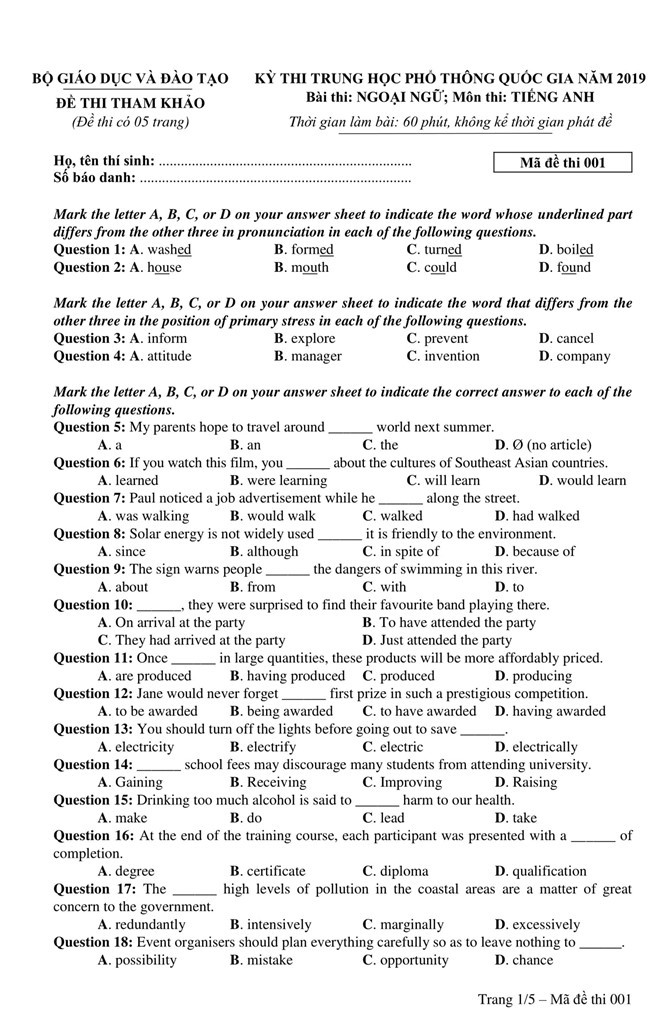 BỘ GIÁO DỤC VÀ ĐÀO TẠO
KỲ THI TRUNG HỌC PHỔ THÔNG QUỐC GIA NĂM 2019
ĐỀ THI THAM KHẢO
Bài thi: NGOẠI NGỮ; Môn thi: TIẾNG ANH
(Đề thi có 05 trang)
Thời gian làm bài: 60 phút, không kể thời gian phát đề
Họ, tên thí sinh: ......................................................................
Mã đề thi 001
Số báo danh: ..........................................................................
Mark the letter A, B, C, or D on your answer sheet to indicate the word whose underlined part
differs from the other three in pronunciation in each of the following questions.
Question 1: A. washed B. formed C. turned D. boiled
Question 2: A. house B. mouth C. could D. found
Mark the letter A, B, C, or D on your answer sheet to indicate the word that differs from the
other three in the position of primary stress in each of the following questions.
Question 3: A. inform B. explore C. prevent D. cancel
Question 4: A. attitude B. manager C. invention D. company
Mark the letter A, B, C, or D on your answer sheet to indicate the correct answer to each of the
following questions.
Question 5: My parents hope to travel around ______ world next summer.
A. a B. an C. the D. Ø (no article)
Question 6: If you watch this film, you ______ about the cultures of Southeast Asian countries.
A. learned B. were learning C. will learn D. would learn
Question 7: Paul noticed a job advertisement while he ______ along the street.
A. was walking B. would walk C. walked D. had walked
Question 8: Solar energy is not widely used ______ it is friendly to the environment.
A. since B. although C. in spite of D. because of
Question 9: The sign warns people ______ the dangers of swimming in this river.
A. about B. from C. with D. to
Question 10: ______, they were surprised to find their favourite band playing there.
A. On arrival at the party B. To have attended the party
C. They had arrived at the party D. Just attended the party
Question 11: Once ______ in large quantities, these products will be more affordably priced.
A. are produced B. having produced C. produced D. producing
Question 12: Jane would never forget ______ first prize in such a prestigious competition.
A. to be awarded B. being awarded C. to have awarded D. having awarded
Question 13: You should turn off the lights before going out to save ______.
A. electricity B. electrify C. electric D. electrically
Question 14: ______ school fees may discourage many students from attending university.
A. Gaining B. Receiving C. Improving D. Raising
Question 15: Drinking too much alcohol is said to ______ harm to our health.
A. make B. do C. lead D. take
Question 16: At the end of the training course, each participant was presented with a ______ of
completion.
A. degree B. certificate C. diploma D. qualification
Question 17: The ______ high levels of pollution in the coastal areas are a matter of great
concern to the government.
A. redundantly B. intensively C. marginally D. excessively
Question 18: Event organisers should plan everything carefully so as to leave nothing to ______.
A. possibility B. mistake C. opportunity D. chance
Trang 1/5 – Mã đề thi 001